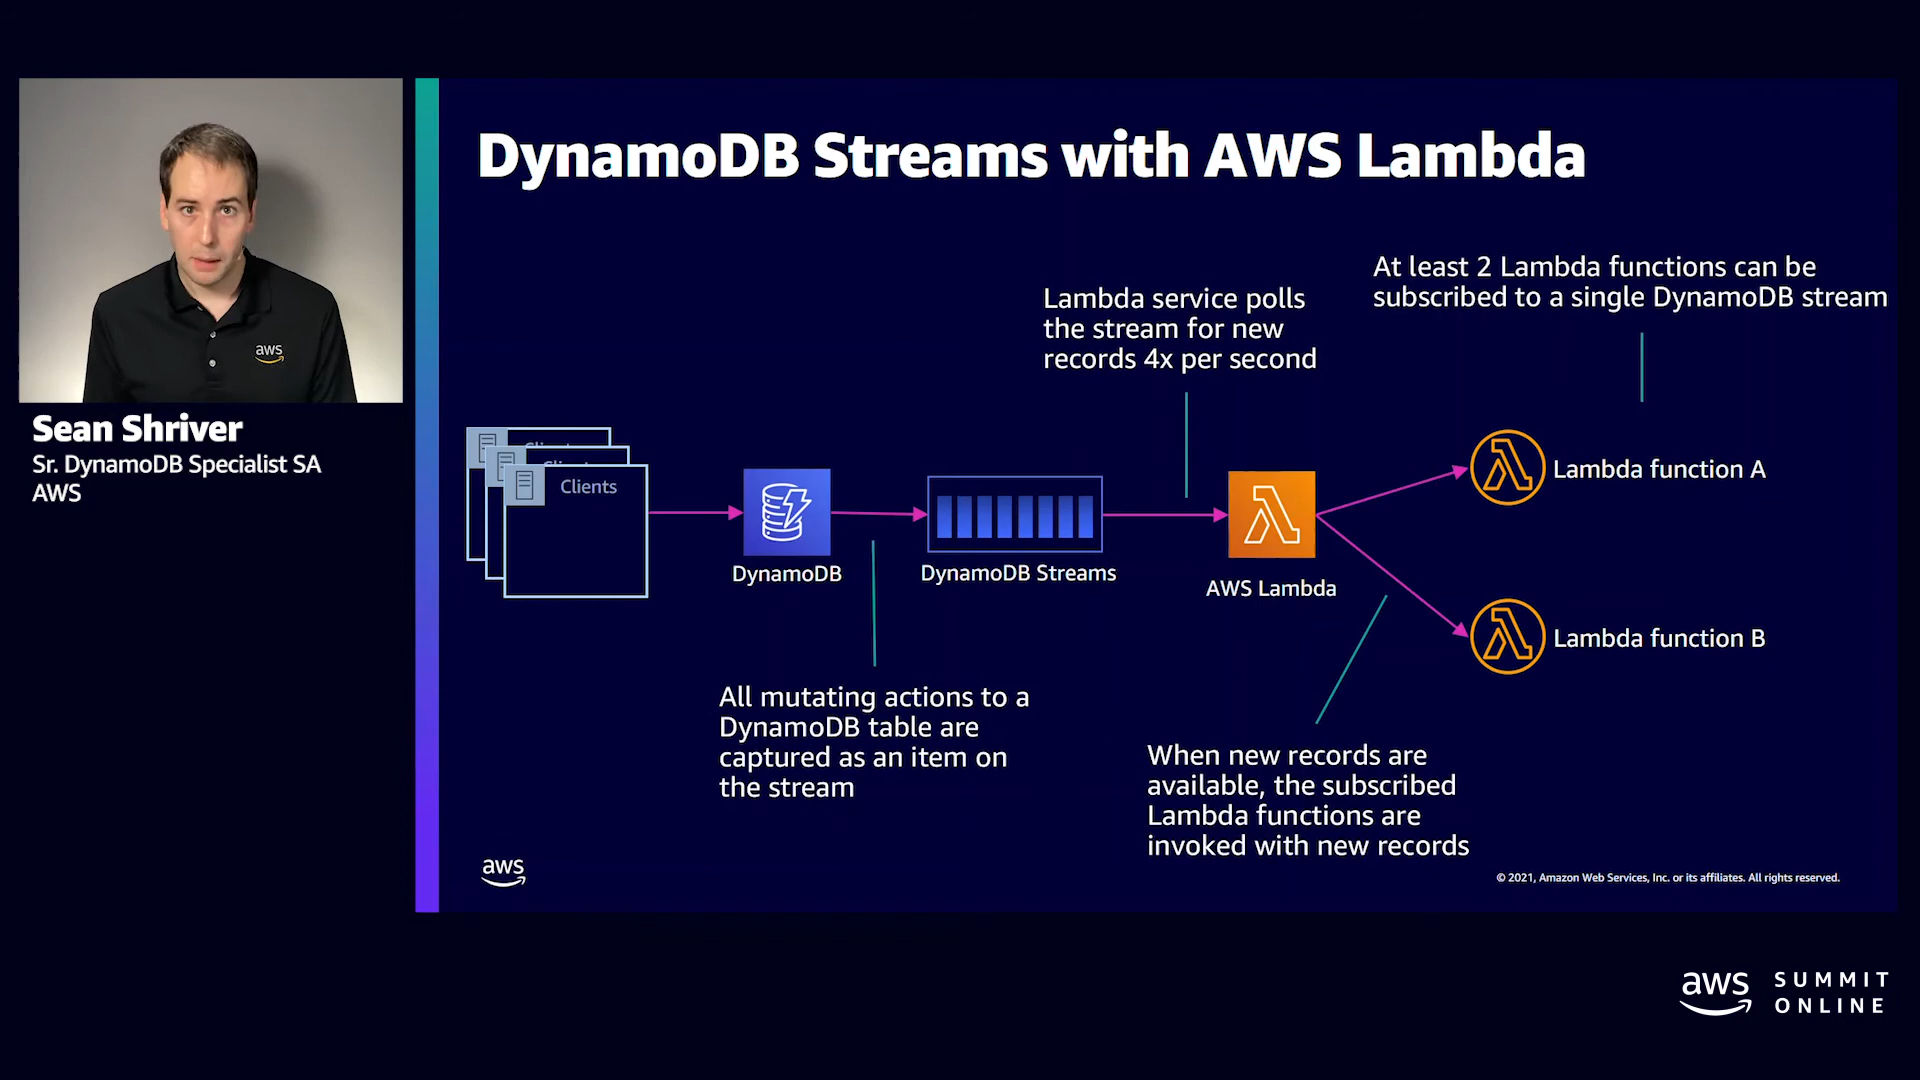 DynamoDB Streams with AWS Lambda
aws
Sean Shriver
Sr. DynamoDB Specialist SA
AWS
At least 2 Lambda functions can be
subscribed to a single DynamoDB stream
Lambda service polls
the stream for new
records 4x per second
Clients
DynamoDB
DynamoDB Streams
AWS Lambda
Lambda function A
Lambda function B
All mutating actions to a
DynamoDB table are
captured as an item on
the stream
When new records are
available, the subscribed
Lambda functions are
invoked with new records
aws
© 2021, Amazon Web Services, Inc. or its affiliates. All rights reserved.
aws SUMMIT
ONLINE